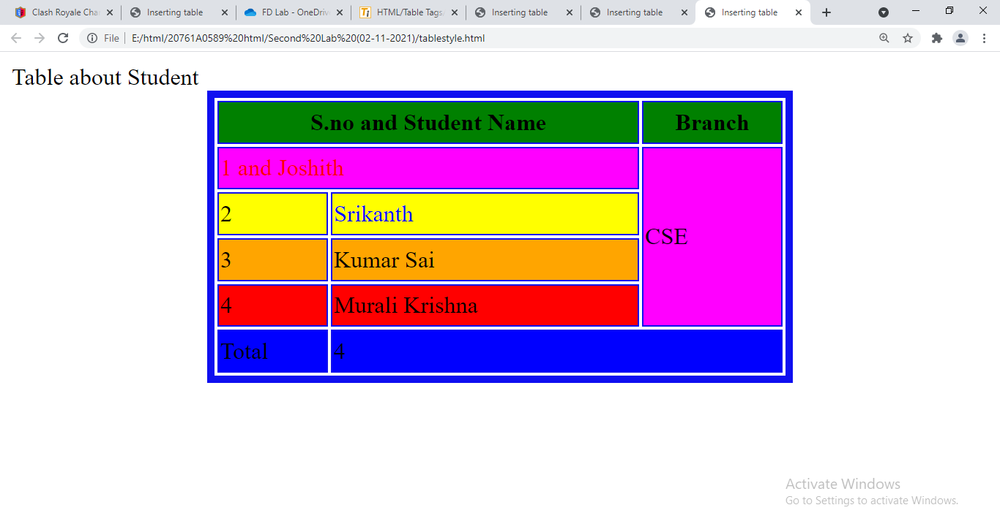 Clash Royale Cha
Inserting table
FD Lab - OneDriv
HTML/Table Tags
Inserting table
Inserting table
Inserting table
File
E:/html/20761A0589%20html/Second%20Lab%20(02-11-2021)/tablestyle.html
Table about Student
S.no and Student Name Branch
1 and Joshith
2 Srikanth
CSE
3 Kumar Sai
4 Murali Krishna
Total 4
Activate Windows
Go to Settings to activate Windows.